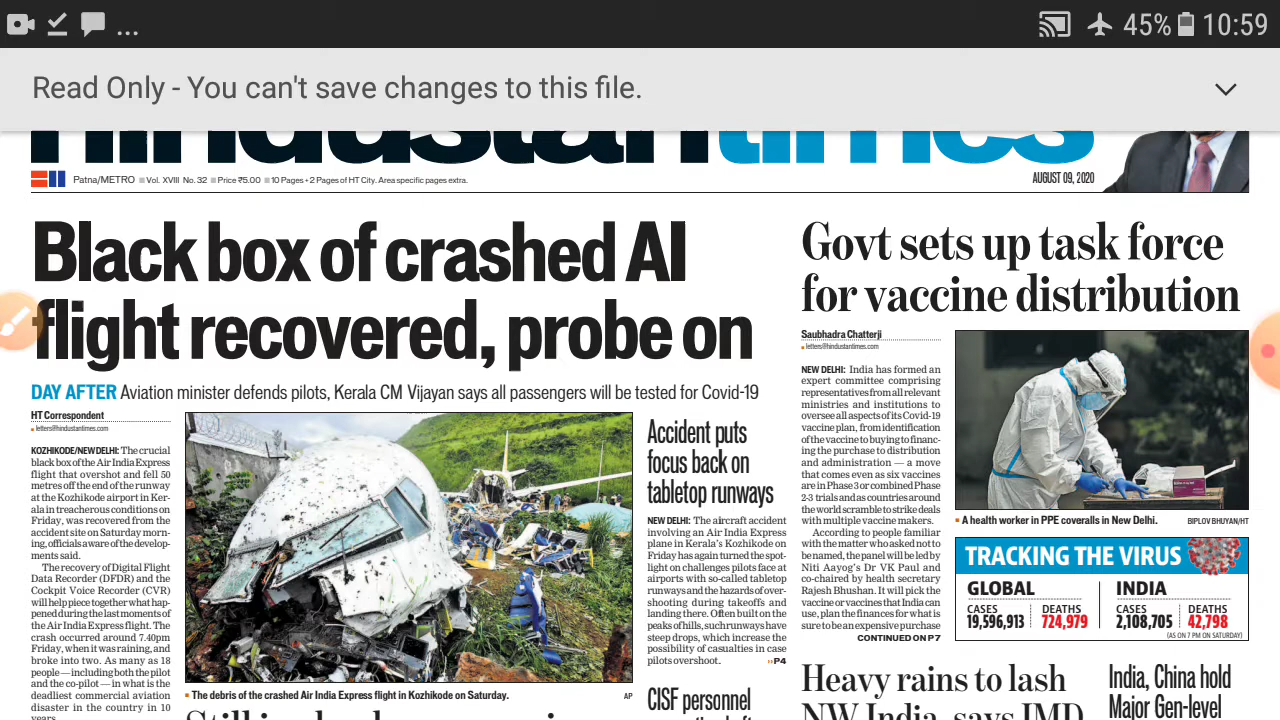 ...
45%
10:59
Read Only - You can't save changes to this file.
hindustantimes
Patna/METRO ■ Vol. XVIII No. 32 ■ Price ₹5.00 ■ 10 Pages+2 Pages of HT City. Area specific pages extra.
AUGUST 09, 2020
Black box of crashed AI
flight recovered, probe on
DAY AFTER Aviation minister defends pilots, Kerala CM Vijayan says all passengers will be tested for Covid-19
HT Correspondent
letters@hindustantimes.com
KOZHIKODE/NEW DELHI: The crucial
black box of the Air India Express
flight that overshot and fell 50
metres off the end of the runway
at the Kozhikode airport in Ker-
ala in treacherous conditions on
Friday, was recovered from the
accident site on Saturday morn-
ing, officials aware of the develop-
ments said.
The recovery of Digital Flight
Data Recorder (DFDR) and the
Cockpit Voice Recorder (CVR)
will help piece together what hap-
pened during the last moments of
the Air India Express flight. The
crash occurred around 7.40pm
Friday, when it was raining, and
broke into two. As many as 18
people — including both the pilot
and the co-pilot — in what is the
deadliest commercial aviation
disaster in the country in 10
years.
■ The debris of the crashed Air India Express flight in Kozhikode on Saturday.
AP
Accident puts
focus back on
tabletop runways
NEW DELHI: The aircraft accident
involving an Air India Express
plane in Kerala's Kozhikode on
Friday has again turned the spot-
light on challenges pilots face at
airports with so-called tabletop
runways and the hazards of over-
shooting during takeoffs and
landing there. Often built on the
peaks of hills, such runways have
steep drops, which increase the
possibility of casualties in case
pilots overshoot.
»P4
CISF personnel
Govt sets up task force
for vaccine distribution
Saubhadra Chatterji
letters@hindustantimes.com
NEW DELHI: India has formed an
expert committee comprising
representatives from all relevant
ministries and institutions to
oversee all aspects of its Covid-19
vaccine plan, from identification
of the vaccine to buying to financ-
ing the purchase to distribution
and administration — a move
that comes even as six vaccines
are in Phase 3 or combined Phase
2-3 trials and as countries around
the world scramble to strike deals
with multiple vaccine makers.
According to people familiar
with the matter who asked not to
be named, the panel will be led by
Niti Aayog's Dr VK Paul and
co-chaired by health secretary
Rajesh Bhushan. It will pick the
vaccine or vaccines that India can
use, plan the finances for what is
sure to be an expensive purchase
CONTINUED ON P7
■ A health worker in PPE coveralls in New Delhi.
BIPLOV BHUYAN/HT
TRACKING THE VIRUS
GLOBAL
CASES
19,596,913
DEATHS
724,979
INDIA
CASES
2,108,705
DEATHS
42,798
(AS ON 7 PM ON SATURDAY)
Heavy rains to lash
NW India, says IMD
India, China hold
Major Gen-level